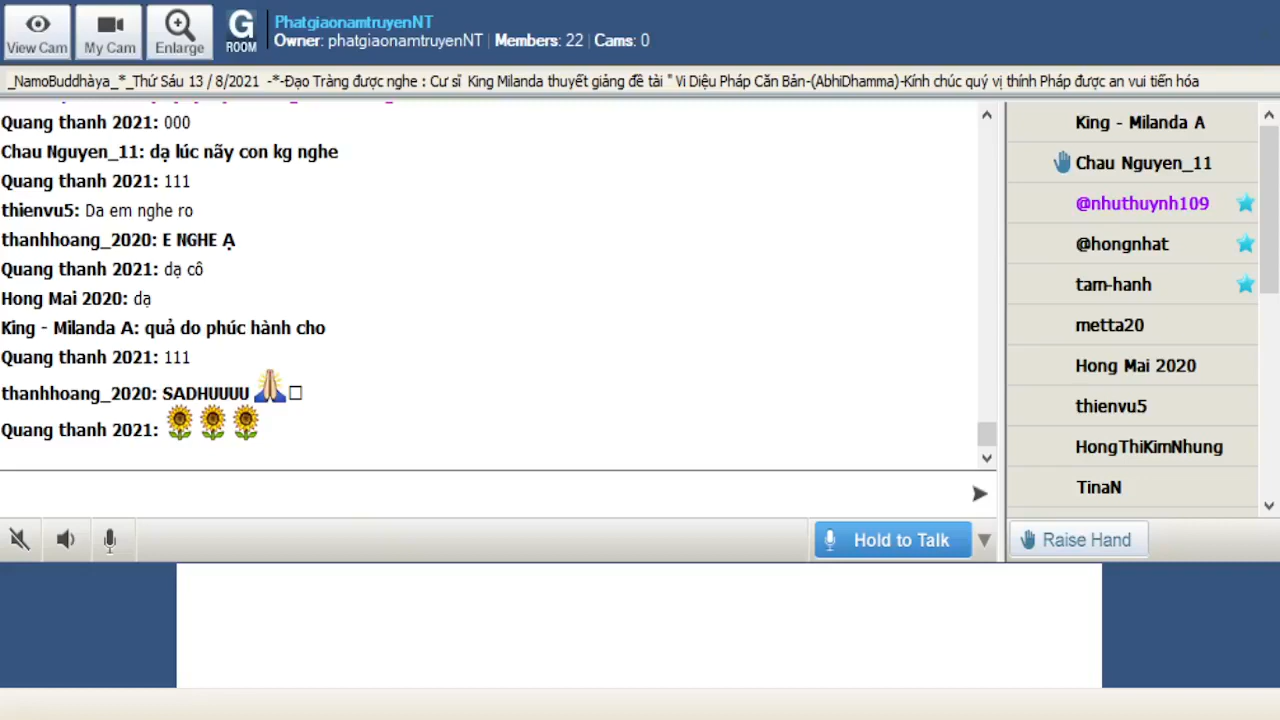 View Cam
My Cam
Enlarge
G
ROOM
PhatgiaonamtruyenNT
Owner: phatgiaonamtruyenNT | Members: 22 | Cams: 0
_NamoBuddhàya_*_Thứ Sáu 13 / 8/2021 -*-Đạo Tràng được nghe : Cư sĩ King Milanda thuyết giảng đề tài " Vi Diệu Pháp Căn Bản-(AbhiDhamma)-Kính chúc quý vị thính Pháp được an vui tiến hóa
Quang thanh 2021: 000
Chau Nguyen_11: dạ lúc nãy con kg nghe
Quang thanh 2021: 111
thienvu5: Da em nghe ro
thanhhoang_2020: E NGHE Ạ
Quang thanh 2021: dạ cô
Hong Mai 2020: dạ
King - Milanda A: quả do phúc hành cho
Quang thanh 2021: 111
thanhhoang_2020: SADHUUUU
Quang thanh 2021:
King - Milanda A
Chau Nguyen_11
@nhuthuynh109
@hongnhat
tam-hanh
metta20
Hong Mai 2020
thienvu5
HongThiKimNhung
TinaN
Hold to Talk
Raise Hand